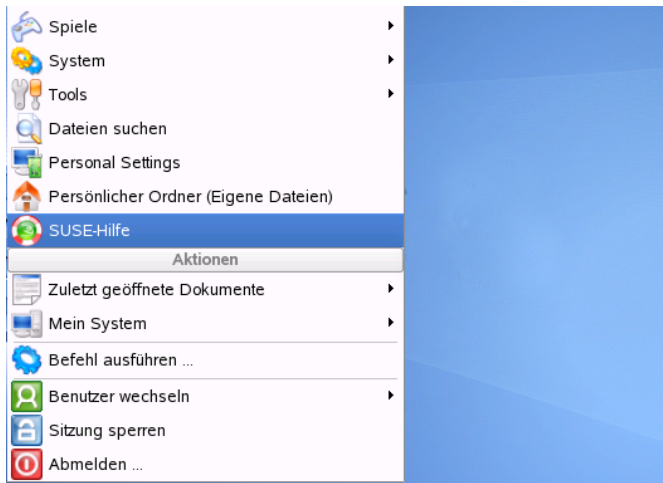 Spiele
System
Tools
Dateien suchen
Personal Settings
Persönlicher Ordner (Eigene Dateien)
SUSE-Hilfe
Aktionen
Zuletzt geöffnete Dokumente
Mein System
Befehl ausführen ...
Benutzer wechseln
Sitzung sperren
Abmelden ...